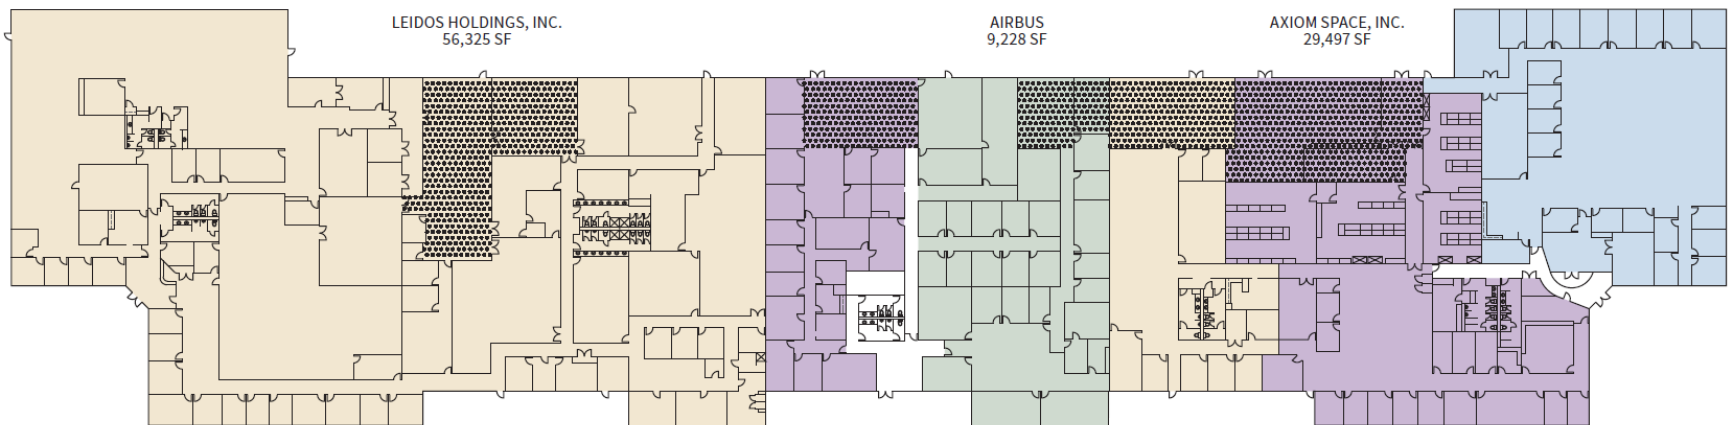 LEIDOS HOLDINGS, INC.
56,325 SF
AIRBUS
9,228 SF
AXIOM SPACE, INC.
29,497 SF